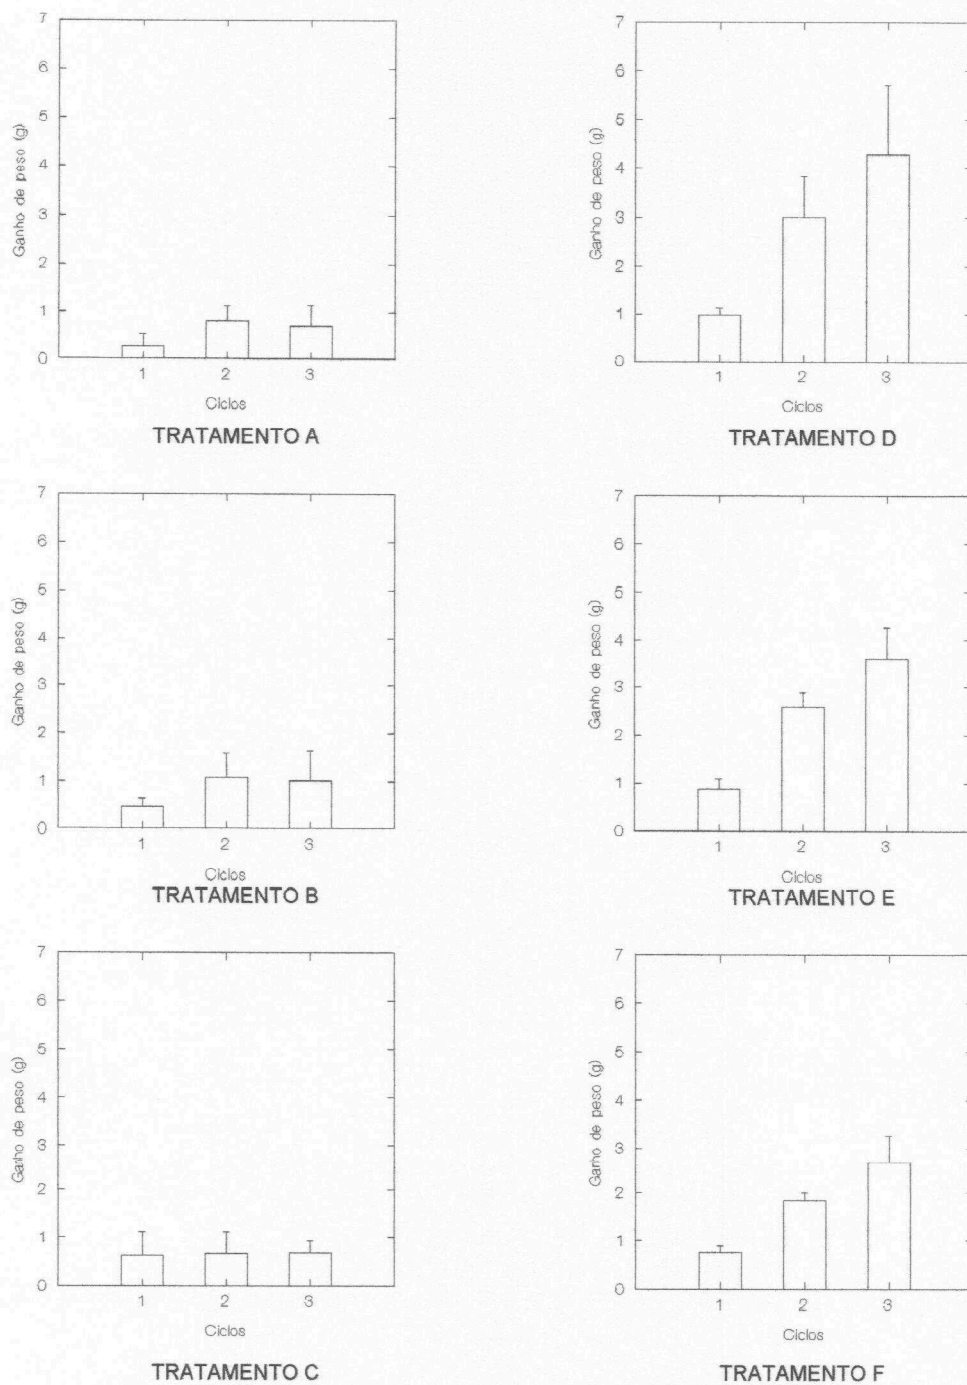 7
6
5
4
3
2
1
0
Ganho de peso (g)
1 2 3
Ciclos
TRATAMENTO A
7
6
5
4
3
2
1
0
Ganho de peso (g)
1 2 3
Ciclos
TRATAMENTO D
7
6
5
4
3
2
1
0
Ganho de peso (g)
1 2 3
Ciclos
TRATAMENTO B
7
6
5
4
3
2
1
0
Ganho de peso (g)
1 2 3
Ciclos
TRATAMENTO E
7
6
5
4
3
2
1
0
Ganho de peso (g)
1 2 3
Ciclos
TRATAMENTO C
7
6
5
4
3
2
1
0
Ganho de peso (g)
1 2 3
Ciclos
TRATAMENTO F